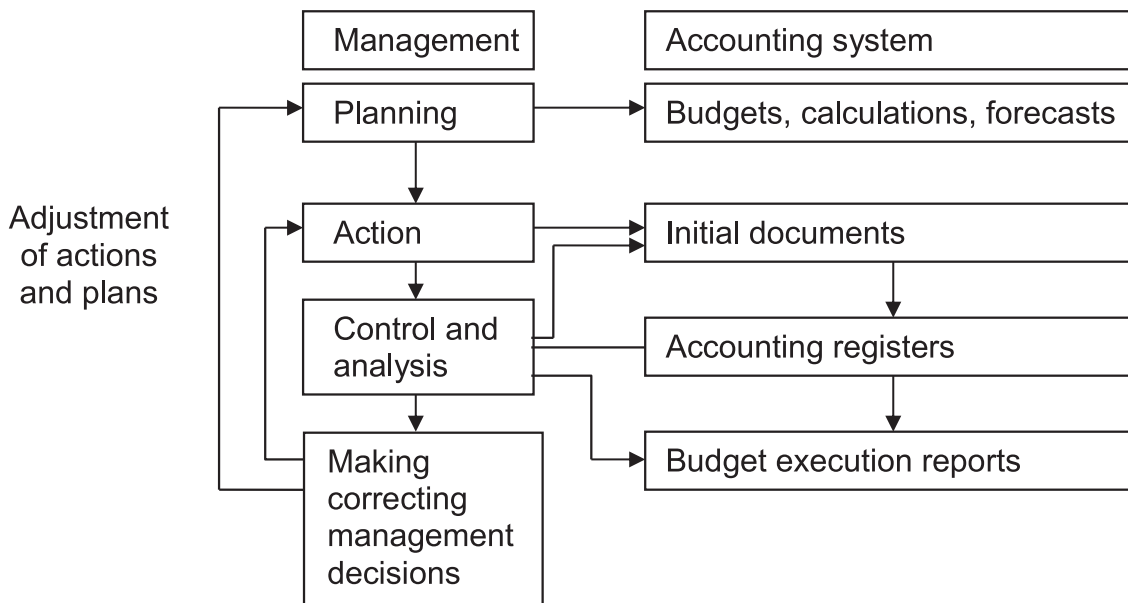 Management
Accounting system
Planning
Budgets, calculations, forecasts
Adjustment
of actions
and plans
Action
Initial documents
Control and
analysis
Accounting registers
Making
correcting
management
decisions
Budget execution reports